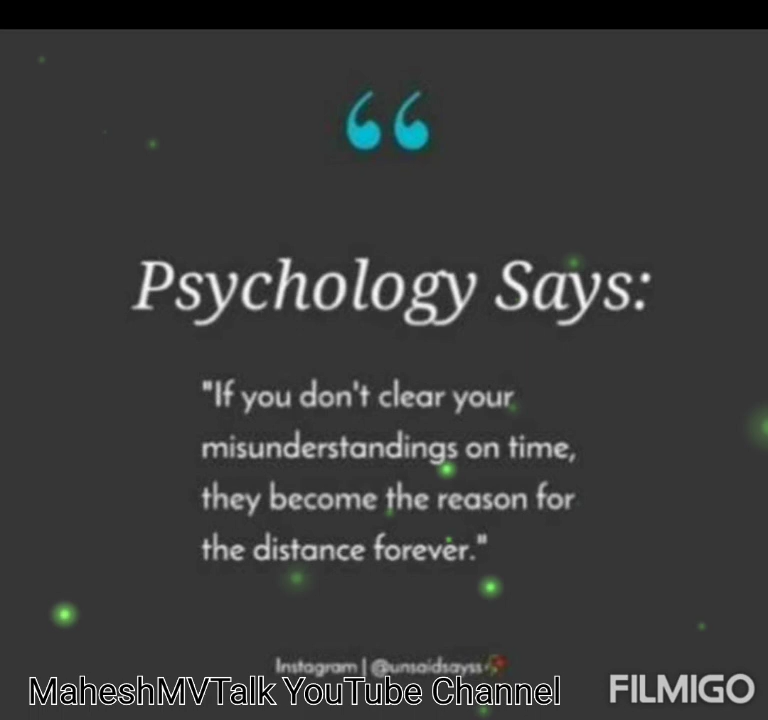 “
Psychology Says:
"If you don't clear your
misunderstandings on time,
they become the reason for
the distance forever."
Instagram | @unsaidsayss
MaheshMVTalk YouTube Channel
FILMIGO